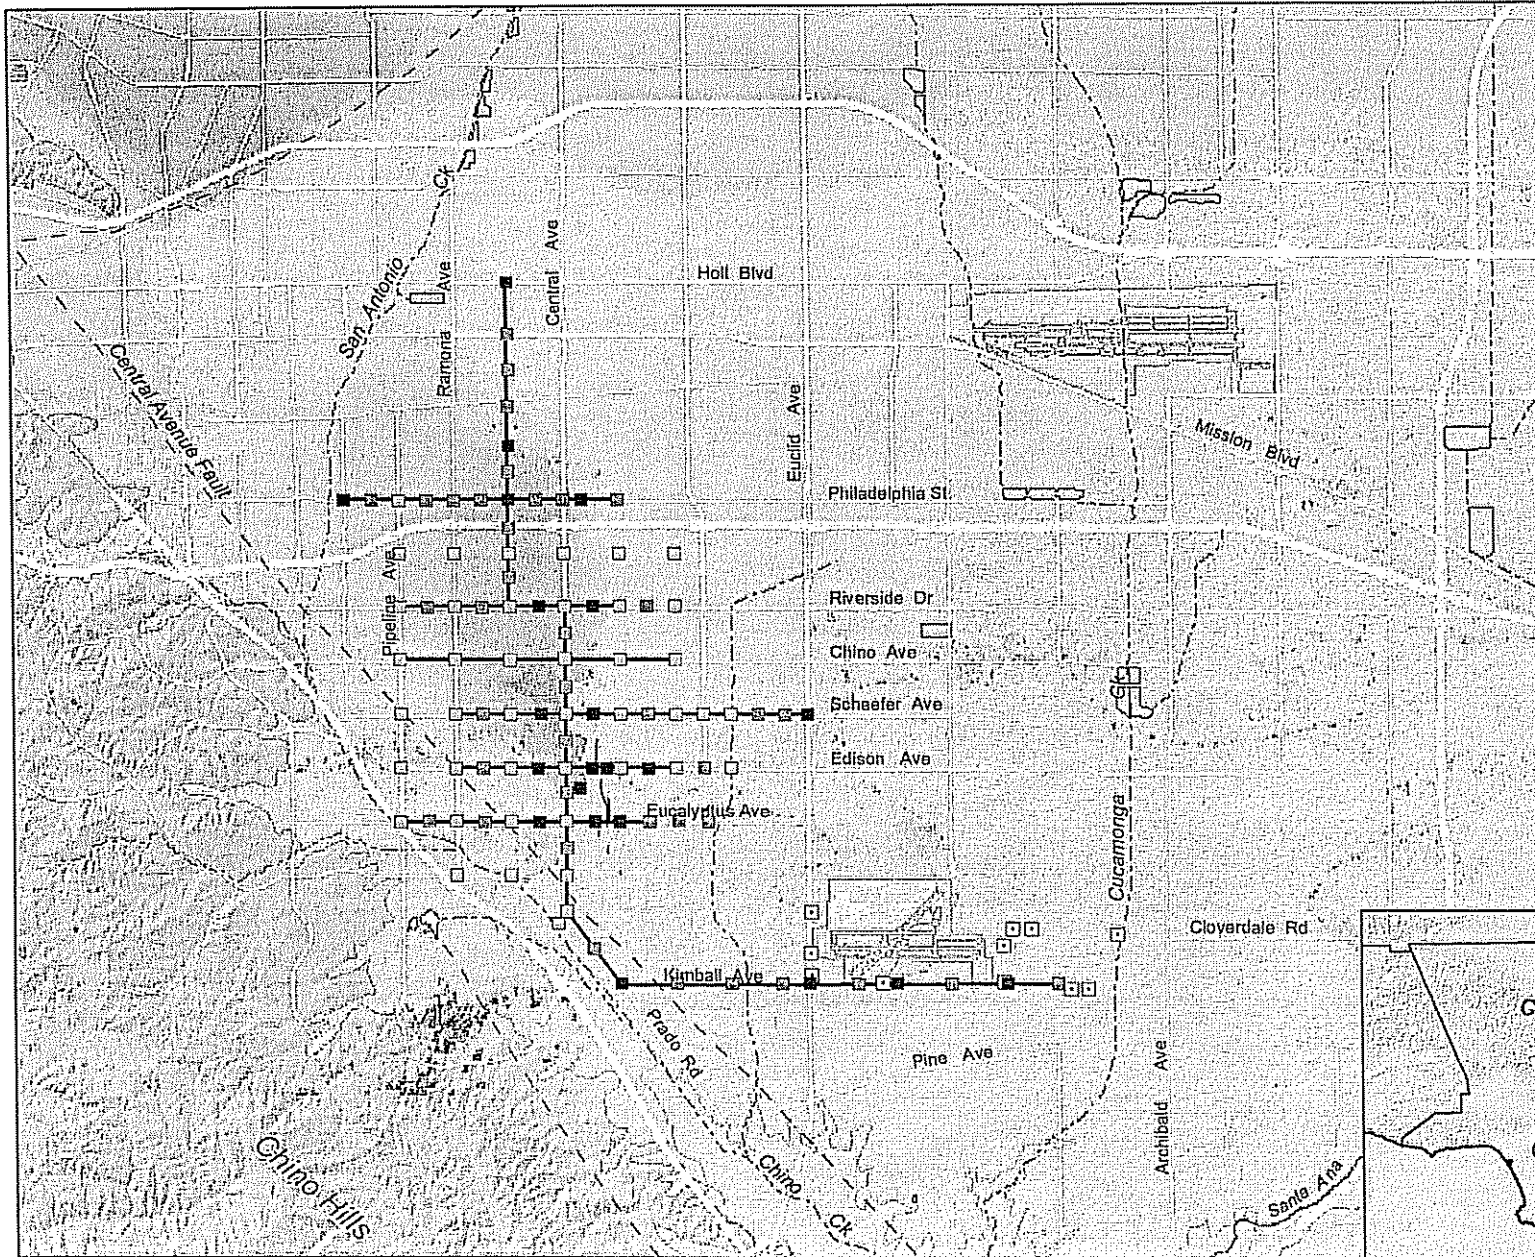 San Antonio Ck
Ramona Ave
Central Ave
Holt Blvd
Central Avenue Fault
Euclid Ave
Mission Blvd
Philadelphia St.
Pipeline Ave
Riverside Dr
Chino Ave
Schaefer Ave
Edison Ave
Eucalyptus Ave
Cucamonga Ck
Cloverdale Rd
Kimball Ave
Prado Rd
Pine Ave
Archibald Ave
Chino Hills
Chino Ck
Santa Ana